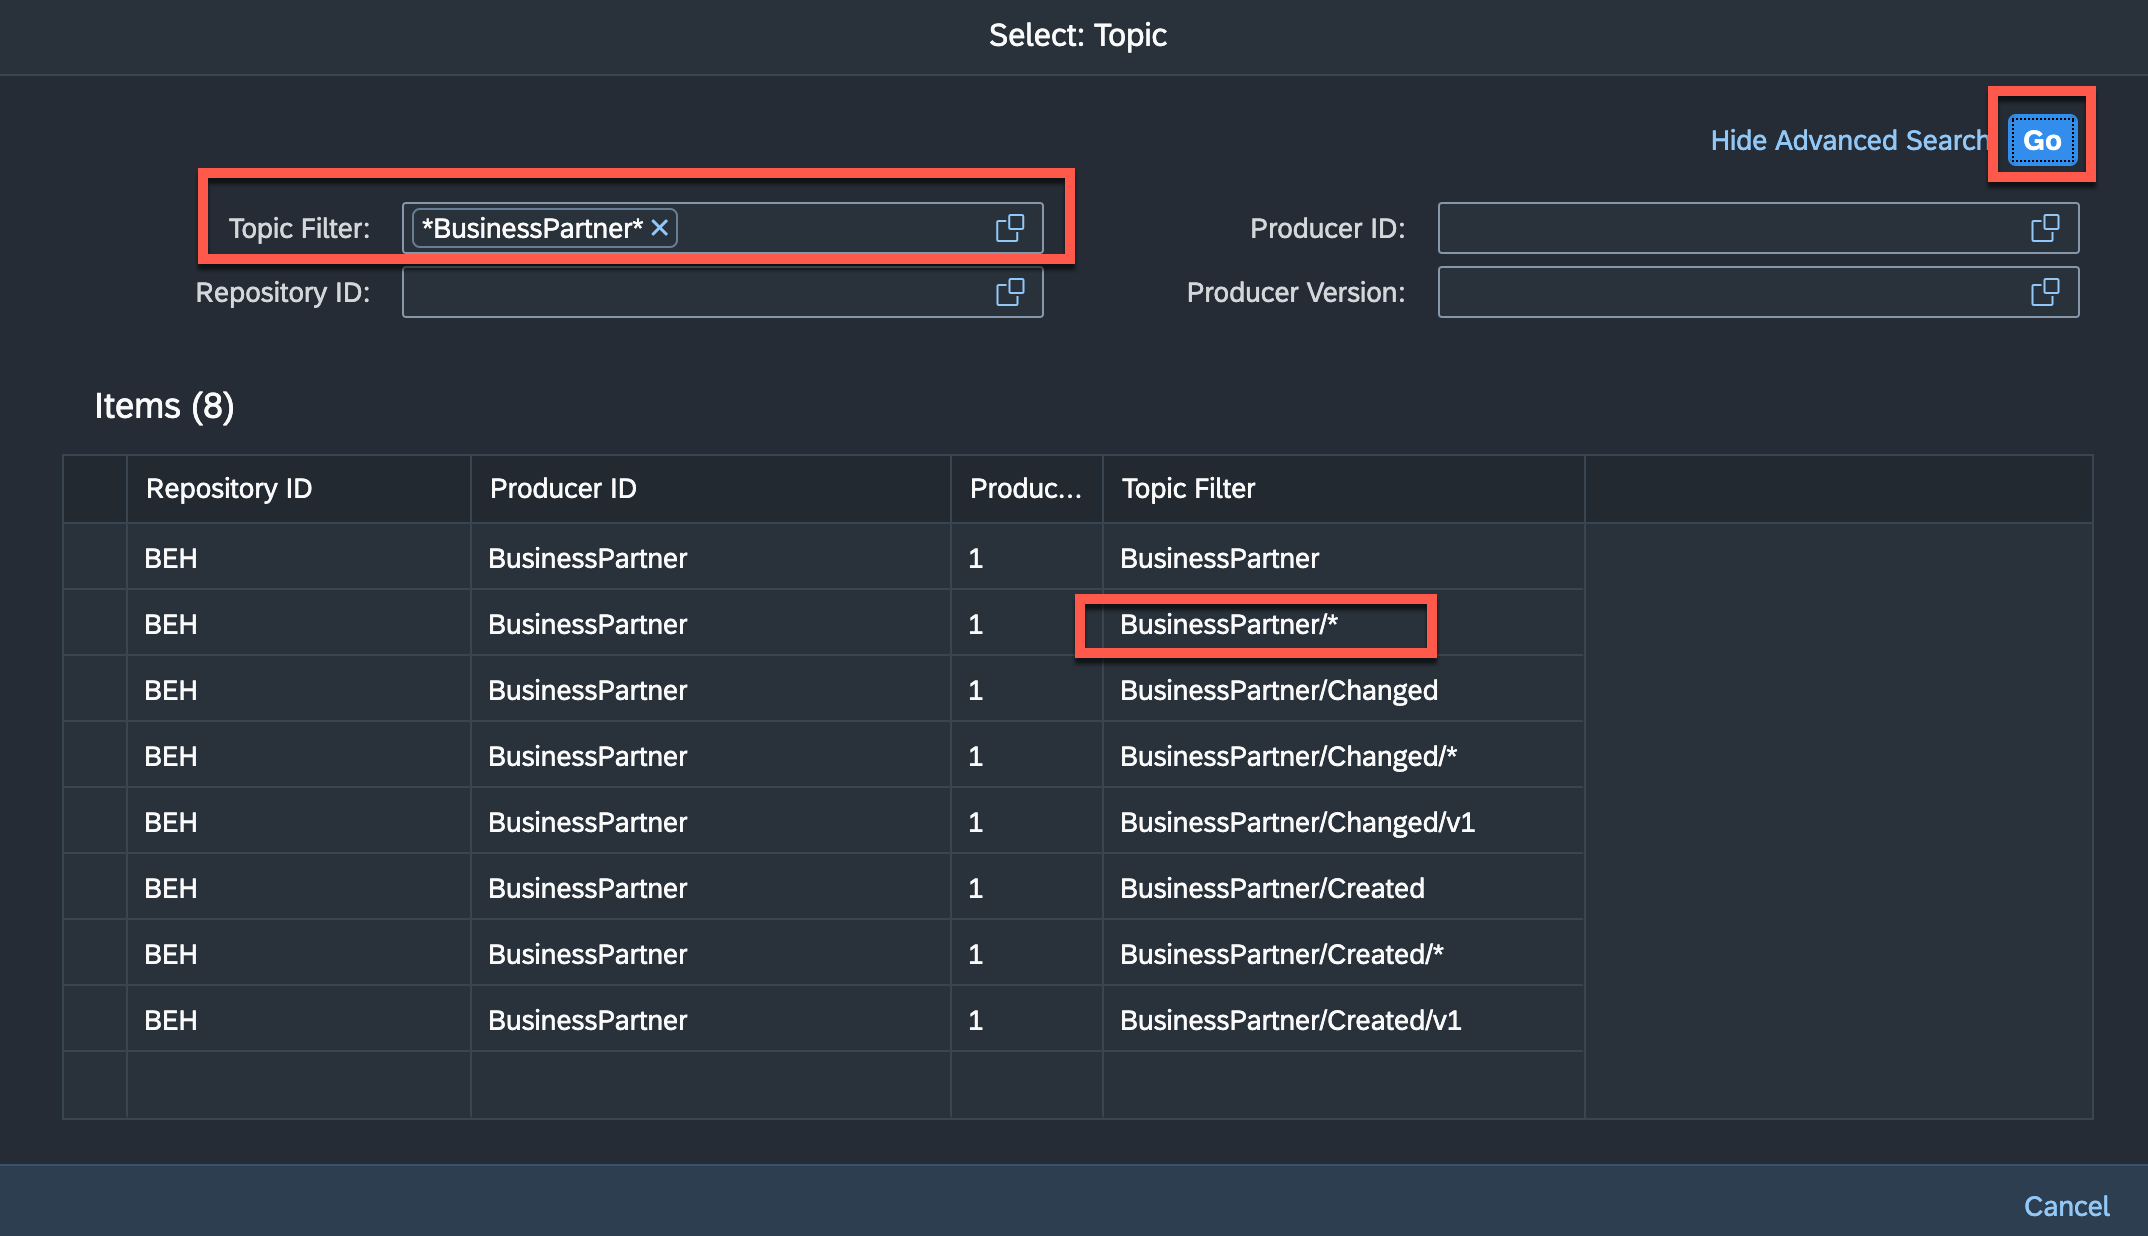 Select: Topic
Hide Advanced Search Go
Topic Filter: *BusinessPartner* Producer ID:
Repository ID: Producer Version:
Items (8)
Repository ID Producer ID Produc... Topic Filter
BEH BusinessPartner 1 BusinessPartner
BEH BusinessPartner 1 BusinessPartner/*
BEH BusinessPartner 1 BusinessPartner/Changed
BEH BusinessPartner 1 BusinessPartner/Changed/*
BEH BusinessPartner 1 BusinessPartner/Changed/v1
BEH BusinessPartner 1 BusinessPartner/Created
BEH BusinessPartner 1 BusinessPartner/Created/*
BEH BusinessPartner 1 BusinessPartner/Created/v1
Cancel